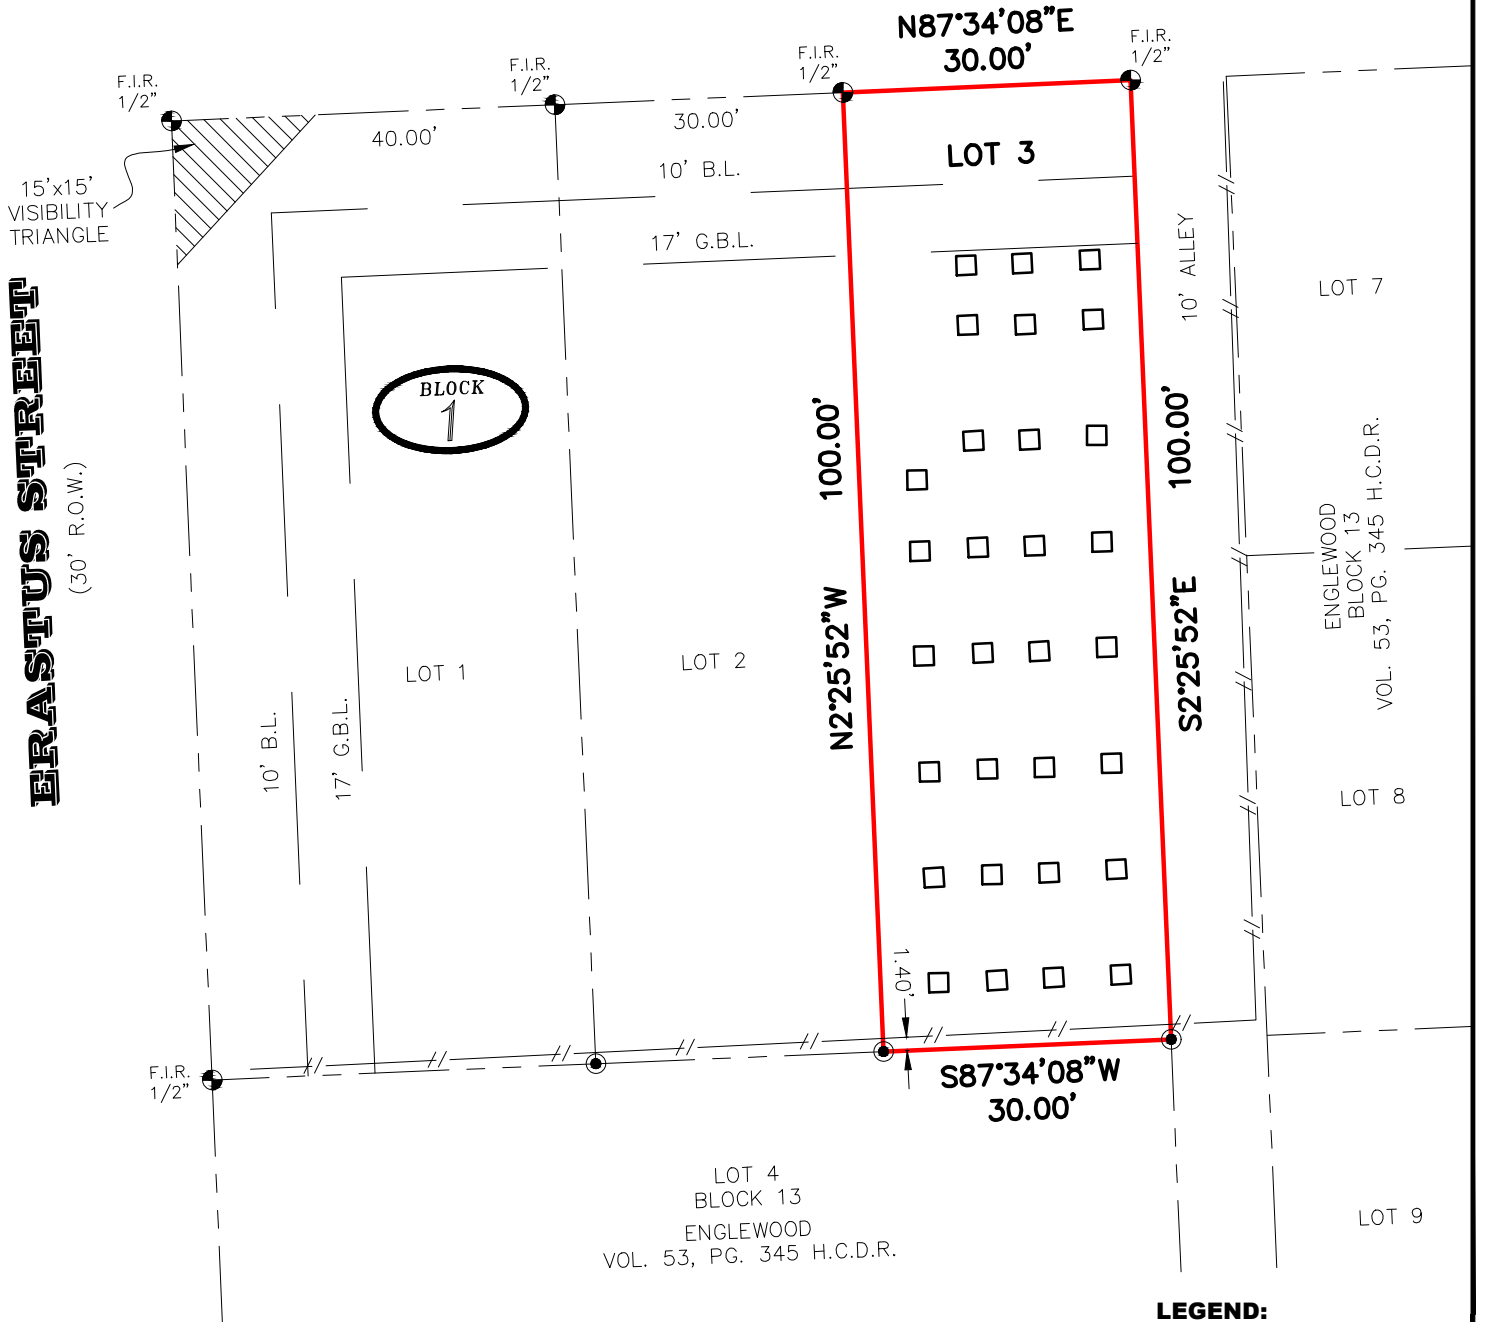 N87°34'08"E
30.00'
F.I.R.
1/2"
F.I.R.
1/2"
F.I.R.
1/2"
F.I.R.
1/2"
40.00'
30.00'
LOT 3
15'x15'
VISIBILITY
TRIANGLE
10' B.L.
17' G.B.L.
10' ALLEY
LOT 7
ERASTUS STREET
(30' R.O.W.)
BLOCK
1
100.00'
N2°25'52"W
100.00'
S2°25'52"E
ENGLEWOOD
BLOCK 13
VOL. 53, PG. 345 H.C.D.R.
LOT 1
LOT 2
10' B.L.
17' G.B.L.
LOT 8
1.40'
F.I.R.
1/2"
S87°34'08"W
30.00'
LOT 4
BLOCK 13
ENGLEWOOD
VOL. 53, PG. 345 H.C.D.R.
LOT 9
LEGEND: